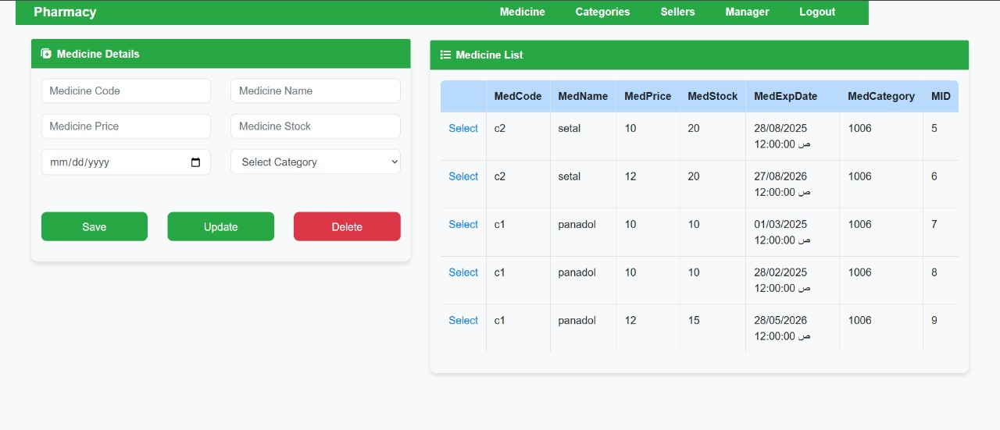 Pharmacy Medicine Categories Sellers Manager Logout
Medicine Details
Medicine Code Medicine Name
Medicine Price Medicine Stock
mm/dd/yyyy Select Category
Save Update Delete
Medicine List
MedCode MedName MedPrice MedStock MedExpDate MedCategory MID
Select c2 setal 10 20 28/08/2025 1006 5
12:00:00 ص
Select c2 setal 12 20 27/08/2026 1006 6
12:00:00 ص
Select c1 panadol 10 10 01/03/2025 1006 7
12:00:00 ص
Select c1 panadol 10 10 28/02/2025 1006 8
12:00:00 ص
Select c1 panadol 12 15 28/05/2026 1006 9
12:00:00 ص